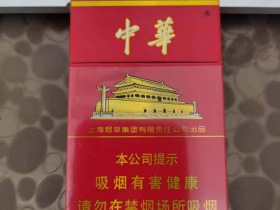 中華
上海烟草集团有限责任公司出品
本公司提示
吸烟有害健康
请勿在禁烟场所吸烟